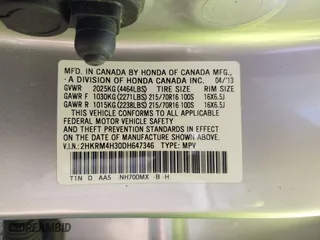 MFD. IN CANADA BY HONDA OF CANADA MFG.,
- A DIVISION OF HONDA CANADA INC. 04/'13
GVWR 2025KG(4464LBS) TIRE SIZE RIM SIZE
GAWR F 1030KG(2271LBS) 215/70R16 100S 16X6.5J
GAWR R 1015KG(2238LBS) 215/70R16 100S 16X6.5J
THIS VEHICLE CONFORMS TO ALL APPLICABLE
FEDERAL MOTOR VEHICLE SAFETY
AND THEFT PREVENTION STANDARDS IN EFFECT
ON THE DATE OF MANUFACTURE SHOWN ABOVE.
V.I.N.: 2HKRM4H30DH647346 TYPE: MPV
T1N D AA5 -NH700MX -B -H
DREAMBID